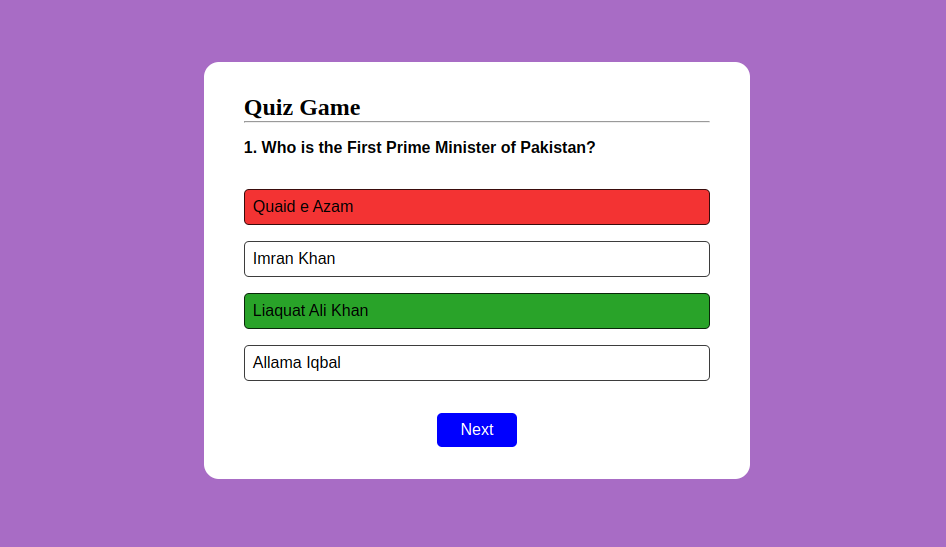 Quiz Game
1. Who is the First Prime Minister of Pakistan?
Quaid e Azam
Imran Khan
Liaquat Ali Khan
Allama Iqbal
Next